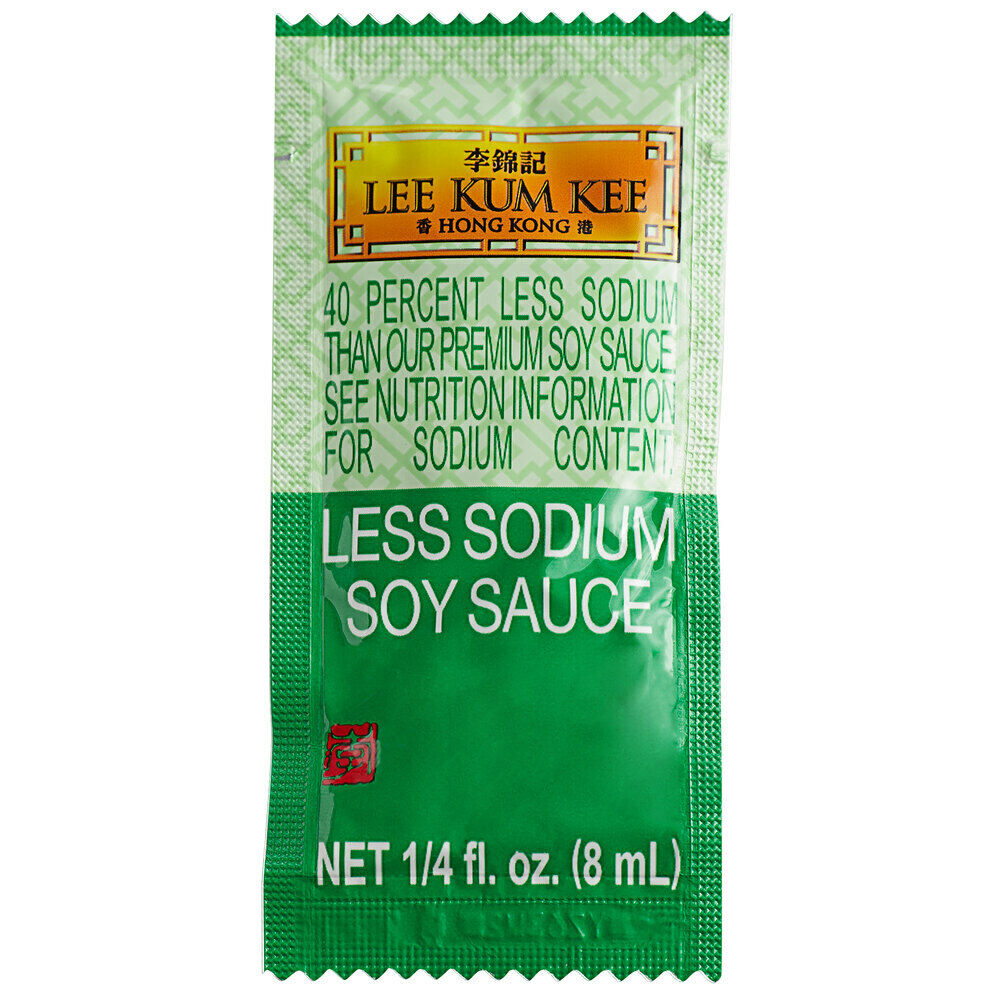 李錦記
LEE KUM KEE
香 HONG KONG 港
40 PERCENT LESS SODIUM
THAN OUR PREMIUM SOY SAUCE.
SEE NUTRITION INFORMATION
FOR SODIUM CONTENT.
LESS SODIUM
SOY SAUCE
NET 1/4 fl. oz. (8 mL)